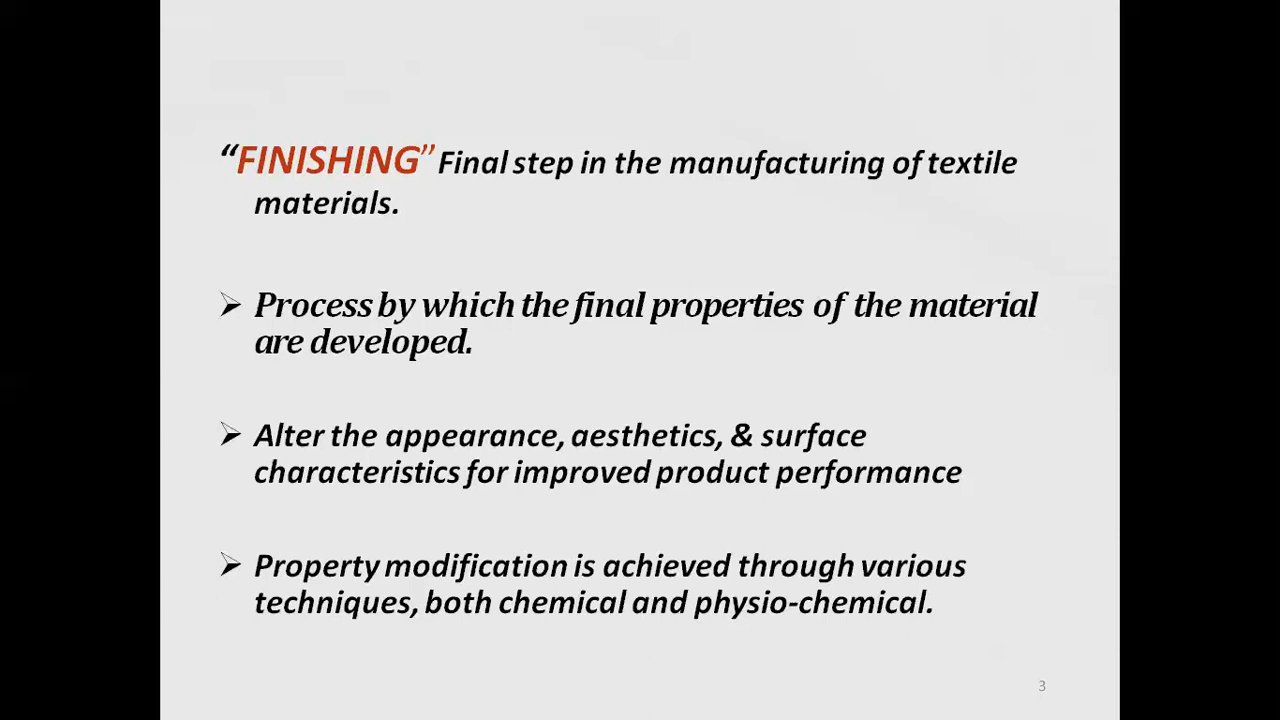 “FINISHING” Final step in the manufacturing of textile
materials.
➢ Process by which the final properties of the material
are developed.
➢ Alter the appearance, aesthetics, & surface
characteristics for improved product performance
➢ Property modification is achieved through various
techniques, both chemical and physio-chemical.
3